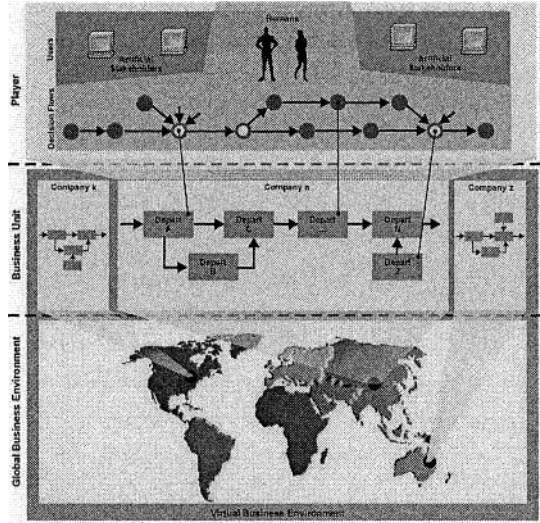 Player
Users
Humans
Artificial
Stakeholders
Artificial
Stakeholders
Decision Flows
Business Unit
Company k
Company n
Company z
Depart
Depart
Depart
Depart
N
Depart
B
Depart
Z
Global Business Environment
Virtual Business Environment